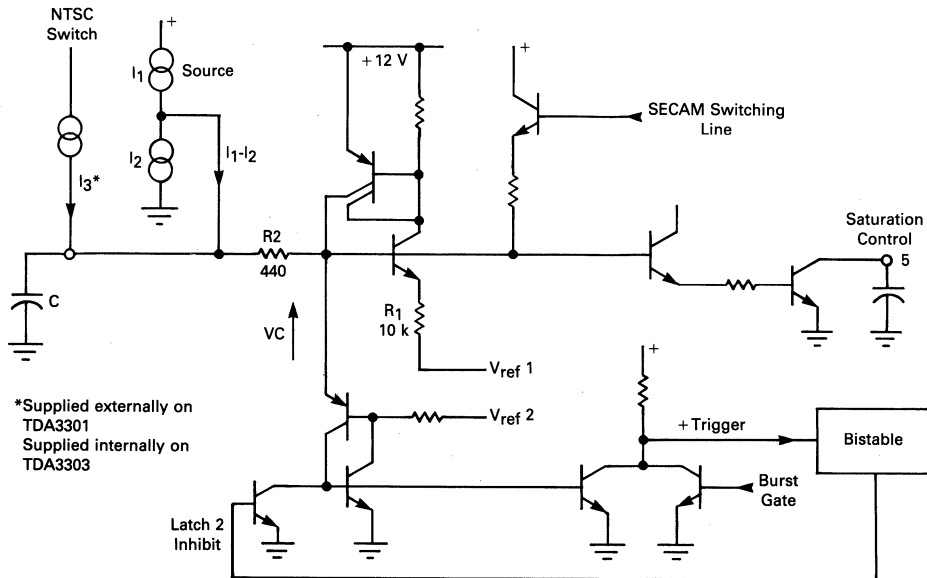 NTSC
Switch
+
I1
Source
I2
I1-I2
I3*
+12 V
+
SECAM Switching
Line
R2
440
C
VC
R1
10 k
Vref 1
Vref 2
Saturation
Control
5
+
+Trigger
Bistable
Burst
Gate
Latch 2
Inhibit
*Supplied externally on
TDA3301
Supplied internally on
TDA3303